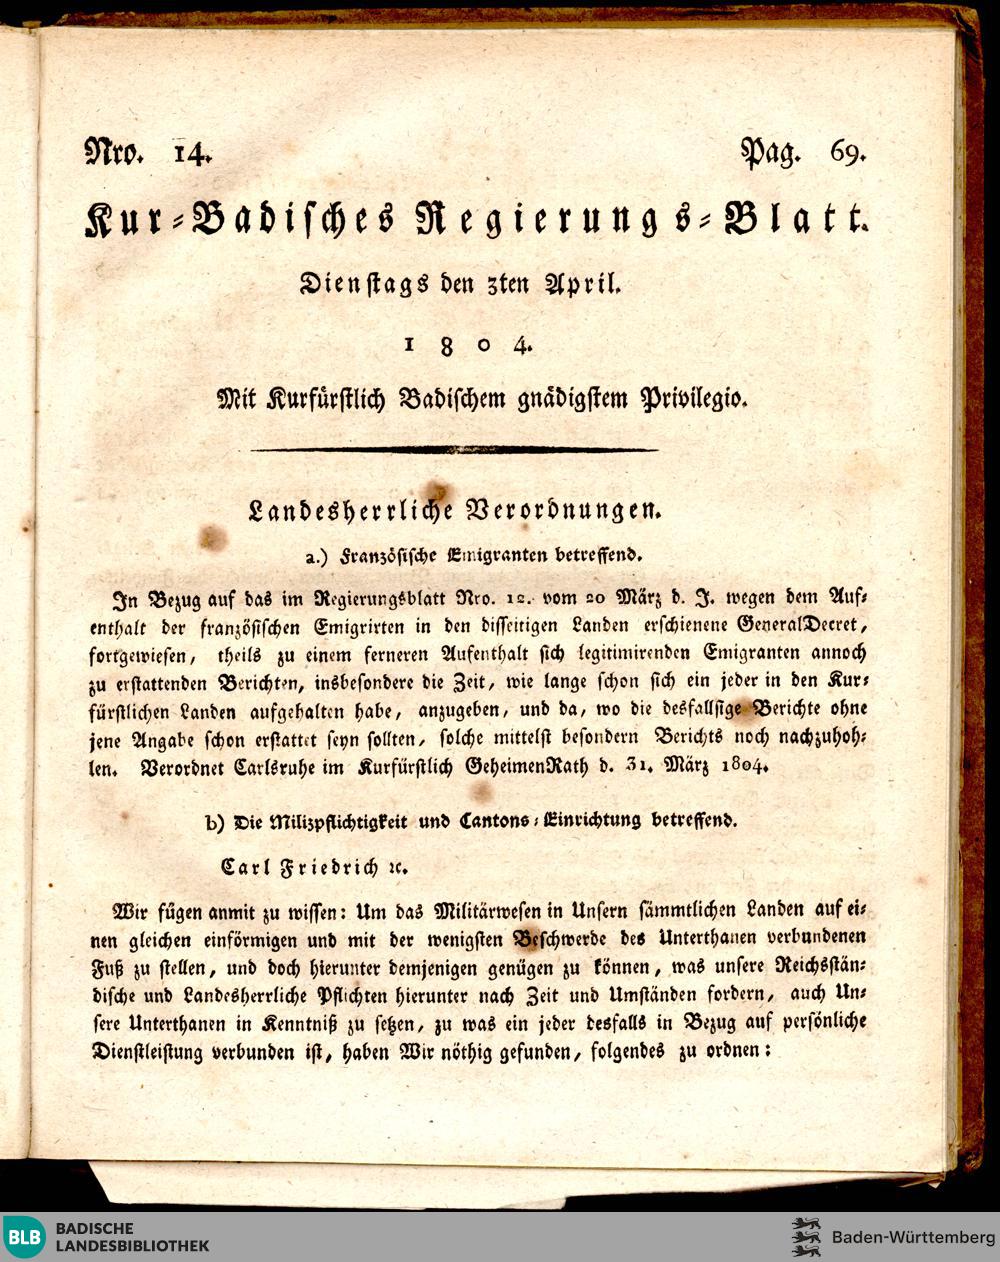 Nro. 14. Pag. 69.
Kur-Badisches Regierungs-Blatt.
Dienstags den 3ten April.
1804.
Mit Kurfürstlich Badischem gnädigstem Privilegio.
Landesherrliche Verordnungen.
a.) Französische Emigranten betreffend.
In Bezug auf das im Regierungsblatt Nro. 12. vom 20 März d. J. wegen dem Auf-
enthalt der französischen Emigrirten in den disseitigen Landen erschienene GeneralDecret,
fortgewiesen, theils zu einem ferneren Aufenthalt sich legitimirenden Emigranten annoch
zu erstattenden Berichten, insbesondere die Zeit, wie lange schon sich ein jeder in den Kur-
fürstlichen Landen aufgehalten habe, anzugeben, und da, wo die desfallsige Berichte ohne
jene Angabe schon erstattet seyn sollten, solche mittelst besondern Berichts noch nachzuhoh-
len. Verordnet Carlsruhe im Kurfürstlich GeheimenRath d. 31. März 1804.
b) Die Milizpflichtigkeit und Cantons-Einrichtung betreffend.
Carl Friedrich ꝛc.
Wir fügen anmit zu wissen: Um das Militärwesen in Unsern sämmtlichen Landen auf ei-
nen gleichen einförmigen und mit der wenigsten Beschwerde des Unterthanen verbundenen
Fuß zu stellen, und doch hierunter demjenigen genügen zu können, was unsere Reichsstän-
dische und Landesherrliche Pflichten hierunter nach Zeit und Umständen fordern, auch Un-
sere Unterthanen in Kenntniß zu setzen, zu was ein jeder desfalls in Bezug auf persönliche
Dienstleistung verbunden ist, haben Wir nöthig gefunden, folgendes zu ordnen:
BLB BADISCHE
LANDESBIBLIOTHEK
Baden-Württemberg